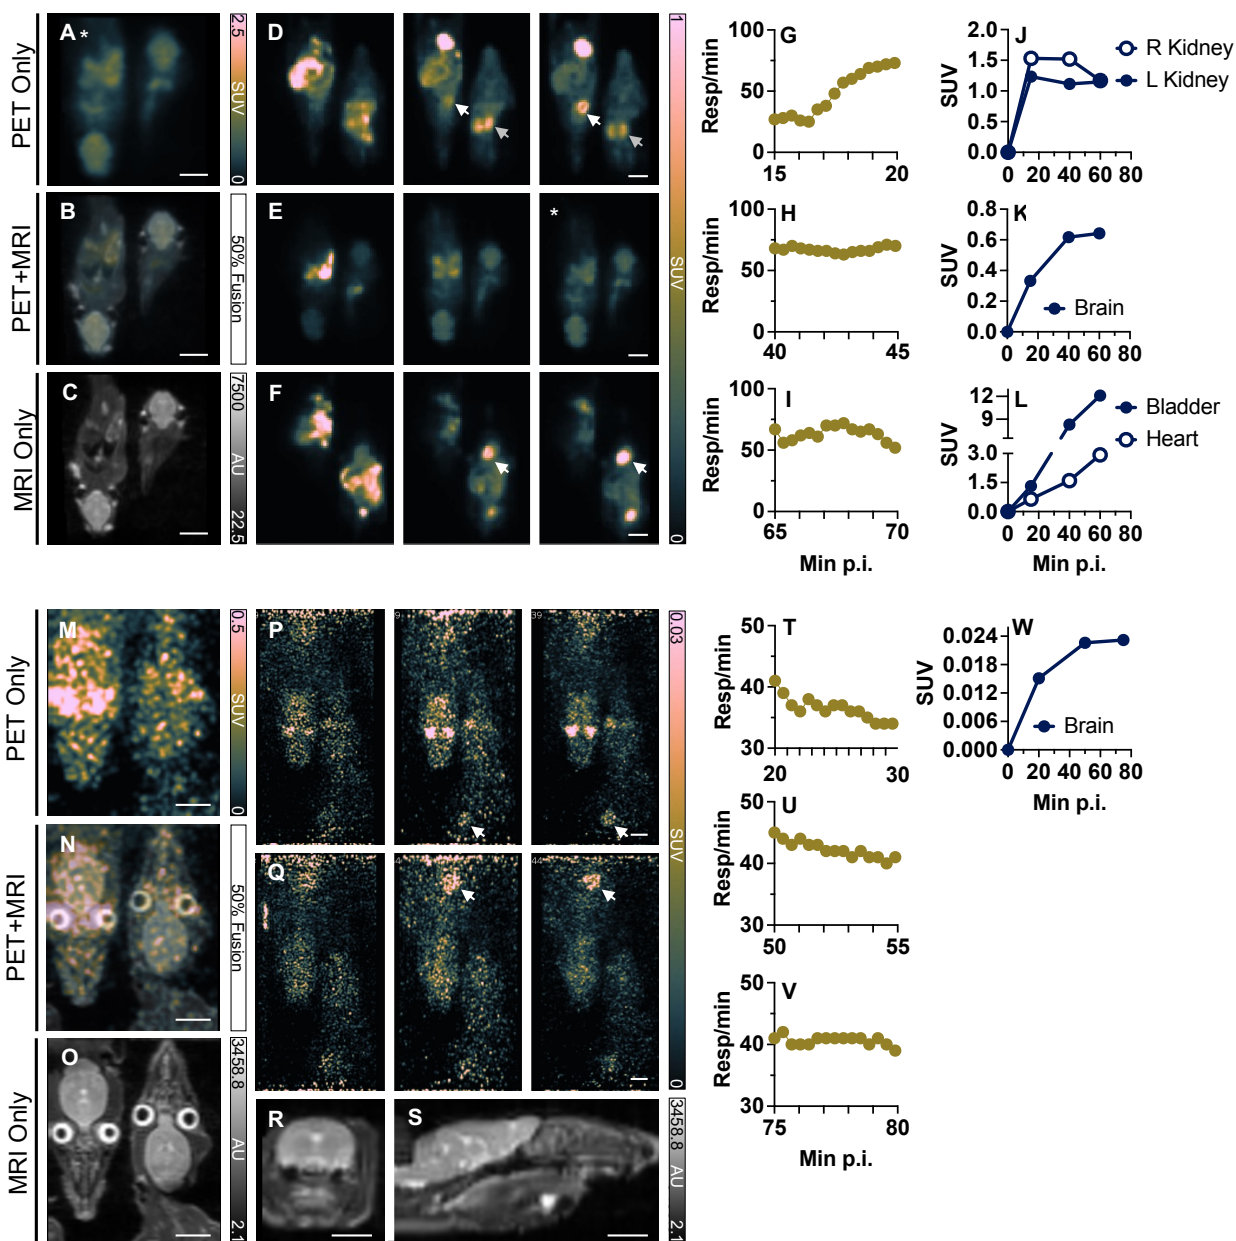 PET Only
A
*
2.5
SUV
0
D
1
SUV
0
G
Resp/min
100
50
0
15
20
J
SUV
2.0
1.5
1.0
0.5
0.0
0 20 40 60 80
R Kidney
L Kidney
PET+MRI
B
50% Fusion
E
*
H
Resp/min
100
50
0
40
45
K
SUV
0.8
0.6
0.4
0.2
0.0
0 20 40 60 80
Brain
MRI Only
C
7500
AU
22.5
F
I
Resp/min
100
50
0
65
70
Min p.i.
L
SUV
12
9
3.0
1.5
0.0
0 20 40 60 80
Min p.i.
Bladder
Heart
PET Only
M
0.5
SUV
0
P
9
39
0.03
SUV
0
T
Resp/min
50
40
30
20
30
W
SUV
0.024
0.018
0.012
0.006
0.000
0 20 40 60 80
Brain
Min p.i.
PET+MRI
N
50% Fusion
Q
4
44
U
Resp/min
50
40
30
50
55
MRI Only
O
3458.8
AU
2.1
R
S
3458.8
AU
2.1
V
Resp/min
50
40
30
75
80
Min p.i.